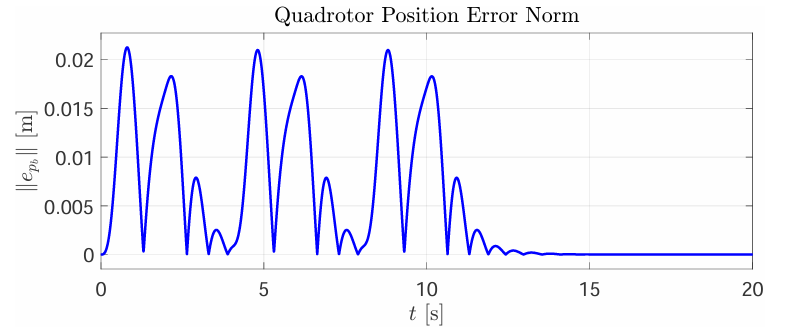 Quadrotor Position Error Norm
‖e_{p_b}‖ [m]
0.02
0.015
0.01
0.005
0
0 5 10 15 20
t [s]